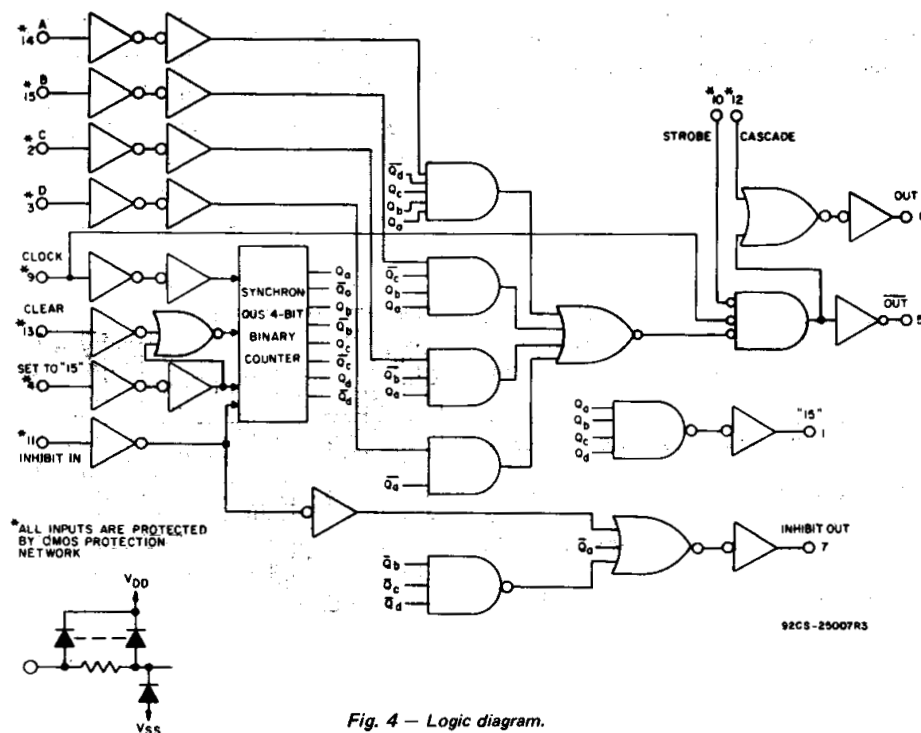 * A
14
* B
15
* C
2
* D
3
CLOCK
* 9
CLEAR
* 13
SET TO "15"
* 4
* 11
INHIBIT IN
SYNCHRON
OUS 4-BIT
BINARY
COUNTER
Qa
Q̅a
Qb
Q̅b
Qc
Q̅c
Qd
Q̅d
Q̅d
Qc
Qb
Qa
Q̅c
Qb
Qa
Q̅b
Qa
Q̅a
*10 *12
STROBE CASCADE
OUT
O̅U̅T̅
5
Qa
Qb
Qc
Qd
"15"
1
Q̅a
INHIBIT OUT
7
Q̅b
Q̅c
Q̅d
*ALL INPUTS ARE PROTECTED
BY CMOS PROTECTION
NETWORK
VDD
VSS
92CS-25007R3
Fig. 4 — Logic diagram.